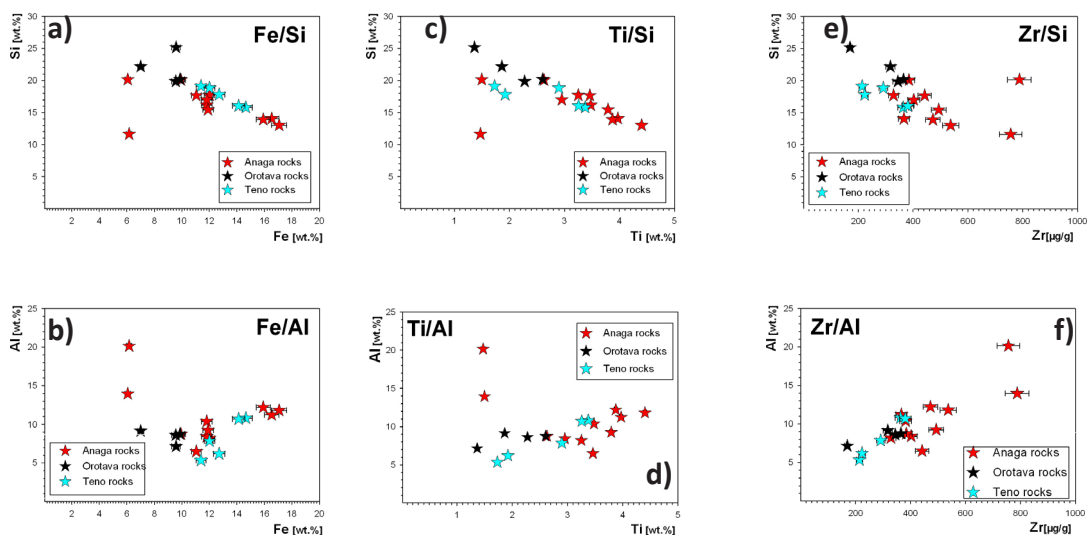 a)
Fe/Si
Si [wt.%]
30
25
20
15
10
5
2
4
6
8
10
12
14
16
18
20
Fe [wt.%]
Anaga rocks
Orotava rocks
Teno rocks
c)
Ti/Si
Si [wt.%]
30
25
20
15
10
5
1
2
3
4
5
Ti [wt.%]
Anaga rocks
Orotava rocks
Teno rocks
e)
Zr/Si
Si [wt.%]
30
25
20
15
10
5
200
400
600
800
1000
Zr[µg/g]
Anaga rocks
Orotava rocks
Teno rocks
b)
Fe/Al
Al [wt.%]
25
20
15
10
5
2
4
6
8
10
12
14
16
18
20
Fe [wt.%]
Anaga rocks
Orotava rocks
Teno rocks
Ti/Al
d)
Al [wt.%]
25
20
15
10
5
1
2
3
4
5
Ti [wt.%]
Anaga rocks
Orotava rocks
Teno rocks
Zr/Al
f)
Al [wt.%]
25
20
15
10
5
200
400
600
800
1000
Zr[µg/g]
Anaga rocks
Orotava rocks
Teno rocks